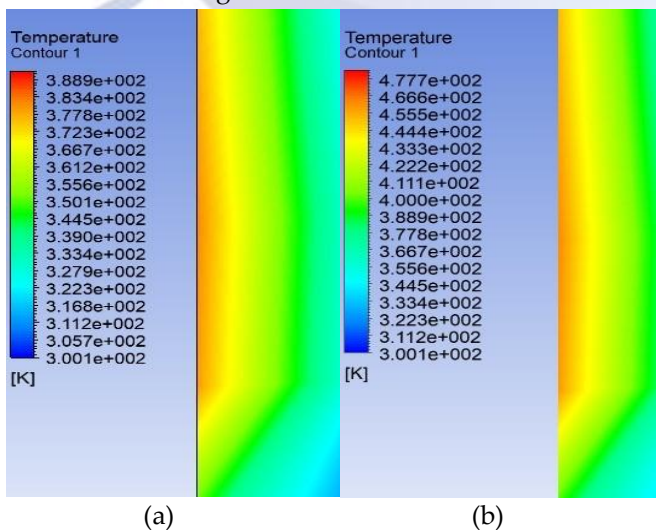 Temperature
Contour 1
3.889e+002
3.834e+002
3.778e+002
3.723e+002
3.667e+002
3.612e+002
3.556e+002
3.501e+002
3.445e+002
3.390e+002
3.334e+002
3.279e+002
3.223e+002
3.168e+002
3.112e+002
3.057e+002
3.001e+002
[K]
Temperature
Contour 1
4.777e+002
4.666e+002
4.555e+002
4.444e+002
4.333e+002
4.222e+002
4.111e+002
4.000e+002
3.889e+002
3.778e+002
3.667e+002
3.556e+002
3.445e+002
3.334e+002
3.223e+002
3.112e+002
3.001e+002
[K]
(a)
(b)